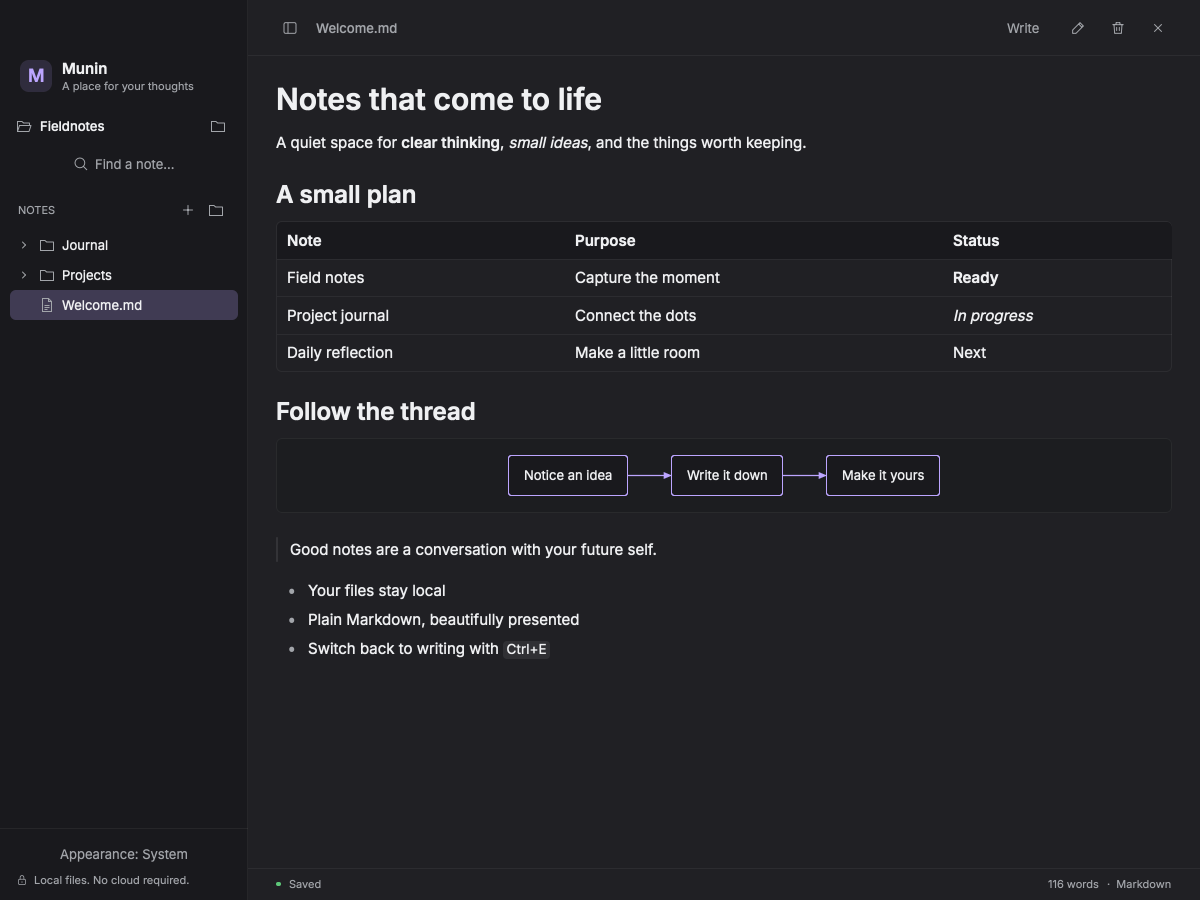 Welcome.md
Write
M
Munin
A place for your thoughts
Fieldnotes
Find a note...
NOTES
Journal
Projects
Welcome.md
Appearance: System
Local files. No cloud required.
Notes that come to life
A quiet space for clear thinking, small ideas, and the things worth keeping.
A small plan
Note Purpose Status
Field notes Capture the moment Ready
Project journal Connect the dots In progress
Daily reflection Make a little room Next
Follow the thread
Notice an idea Write it down Make it yours
Good notes are a conversation with your future self.
Your files stay local
Plain Markdown, beautifully presented
Switch back to writing with Ctrl+E
Saved
116 words · Markdown